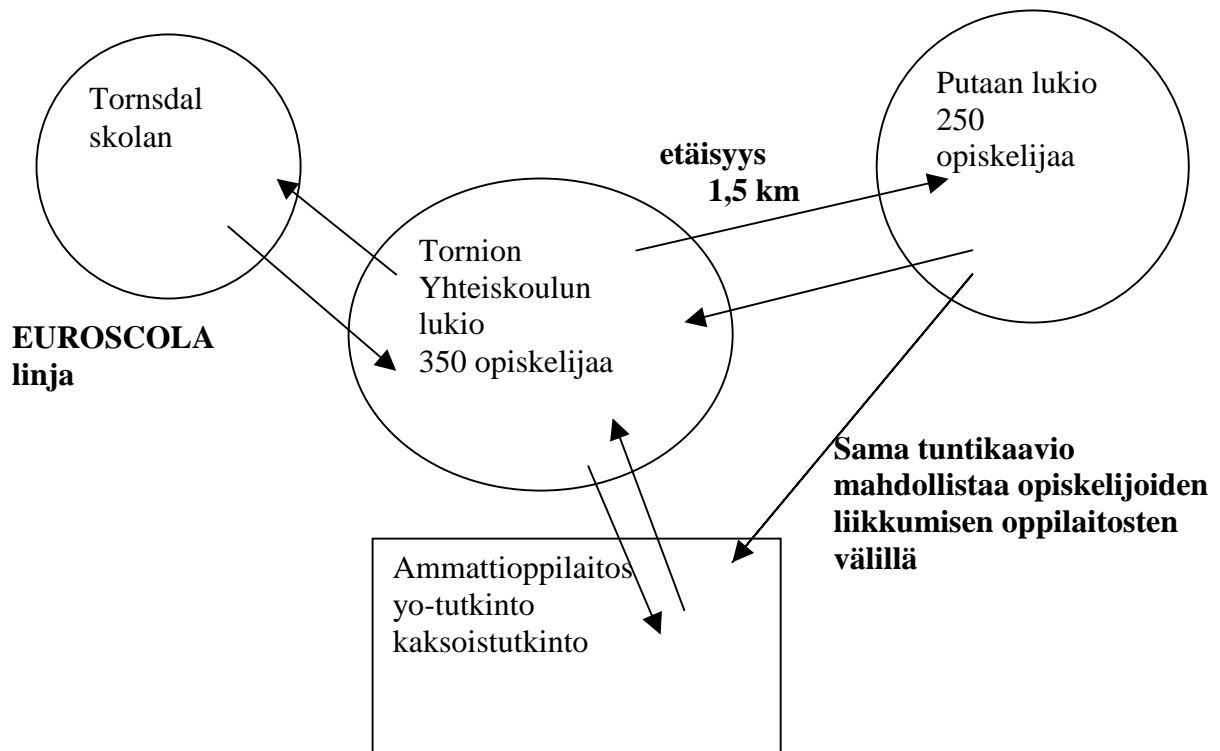 Tornsdal
skolan
Putaan lukio
250
opiskelijaa
etäisyys
1,5 km
Tornion
Yhteiskoulun
lukio
350 opiskelijaa
EUROSCOLA
linja
Sama tuntikaavio
mahdollistaa opiskelijoiden
liikkumisen oppilaitosten
välillä
Ammattioppilaitos
yo-tutkinto
kaksoistutkinto